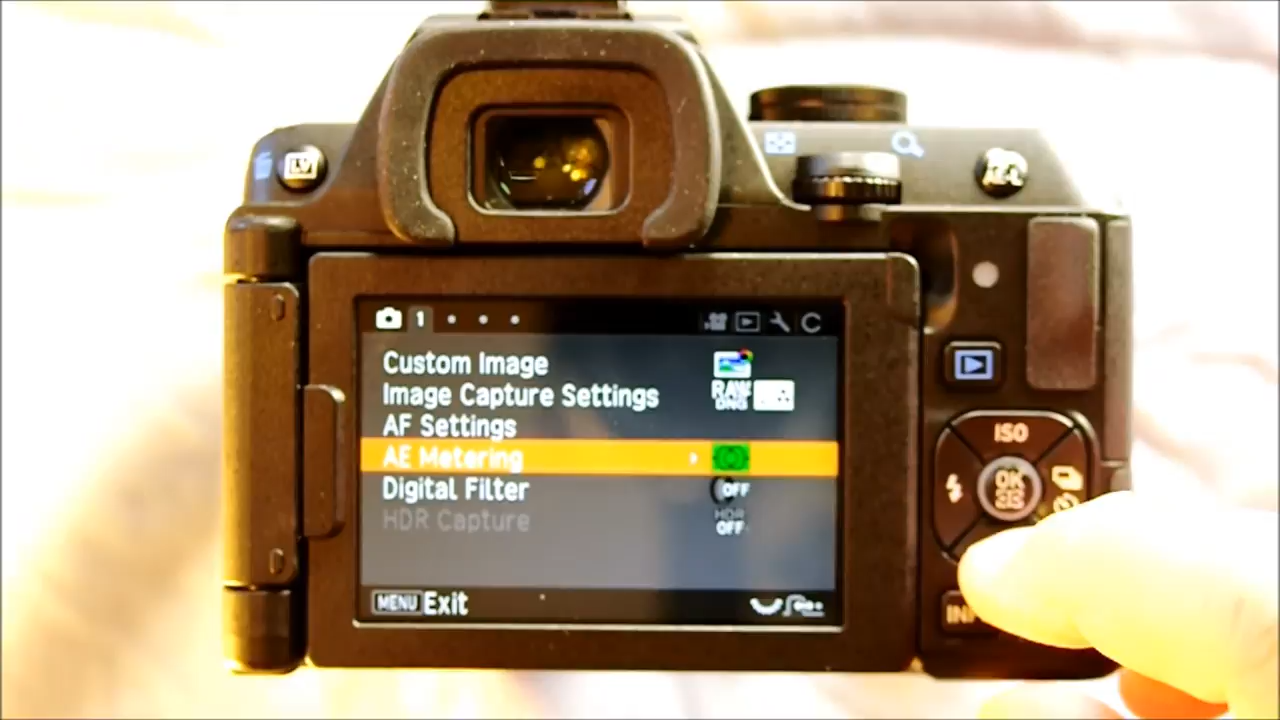 LV
AE-L
1
C
Custom Image
Image Capture Settings RAW
DNG
AF Settings
AE Metering
Digital Filter OFF
HDR Capture HDR
OFF
MENU Exit
ISO
OK